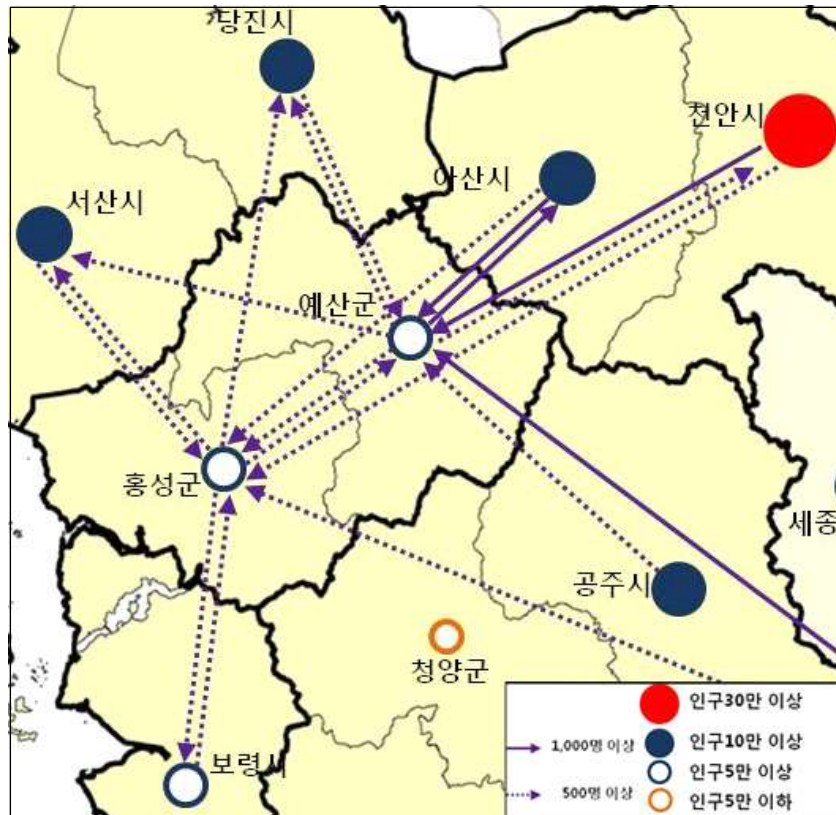 당진시
천안시
아산시
서산시
예산군
홍성군
세종
공주시
청양군
보령시
인구30만 이상
1,000명 이상
인구10만 이상
인구5만 이상
500명 이상
인구5만 이하